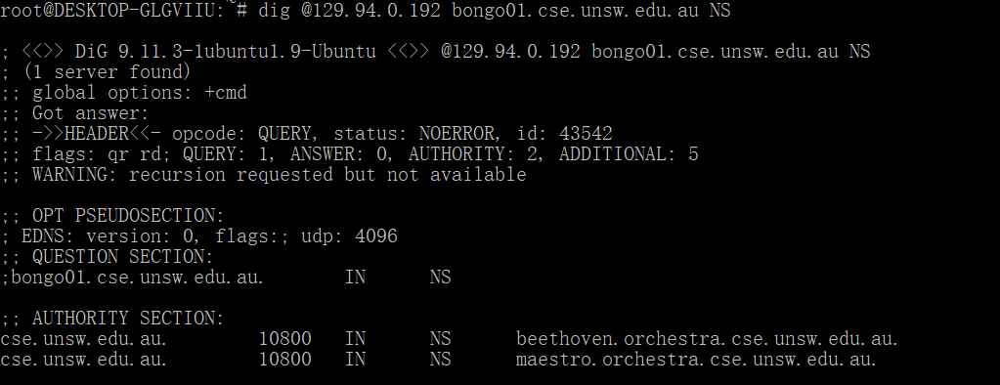 root@DESKTOP-GLGVIIU:~# dig @129.94.0.192 bongo01.cse.unsw.edu.au NS
; <<>> DiG 9.11.3-1ubuntu1.9-Ubuntu <<>> @129.94.0.192 bongo01.cse.unsw.edu.au NS
; (1 server found)
;; global options: +cmd
;; Got answer:
;; ->>HEADER<<- opcode: QUERY, status: NOERROR, id: 43542
;; flags: qr rd; QUERY: 1, ANSWER: 0, AUTHORITY: 2, ADDITIONAL: 5
;; WARNING: recursion requested but not available
;; OPT PSEUDOSECTION:
; EDNS: version: 0, flags:; udp: 4096
;; QUESTION SECTION:
;bongo01.cse.unsw.edu.au. IN NS
;; AUTHORITY SECTION:
cse.unsw.edu.au. 10800 IN NS beethoven.orchestra.cse.unsw.edu.au.
cse.unsw.edu.au. 10800 IN NS maestro.orchestra.cse.unsw.edu.au.